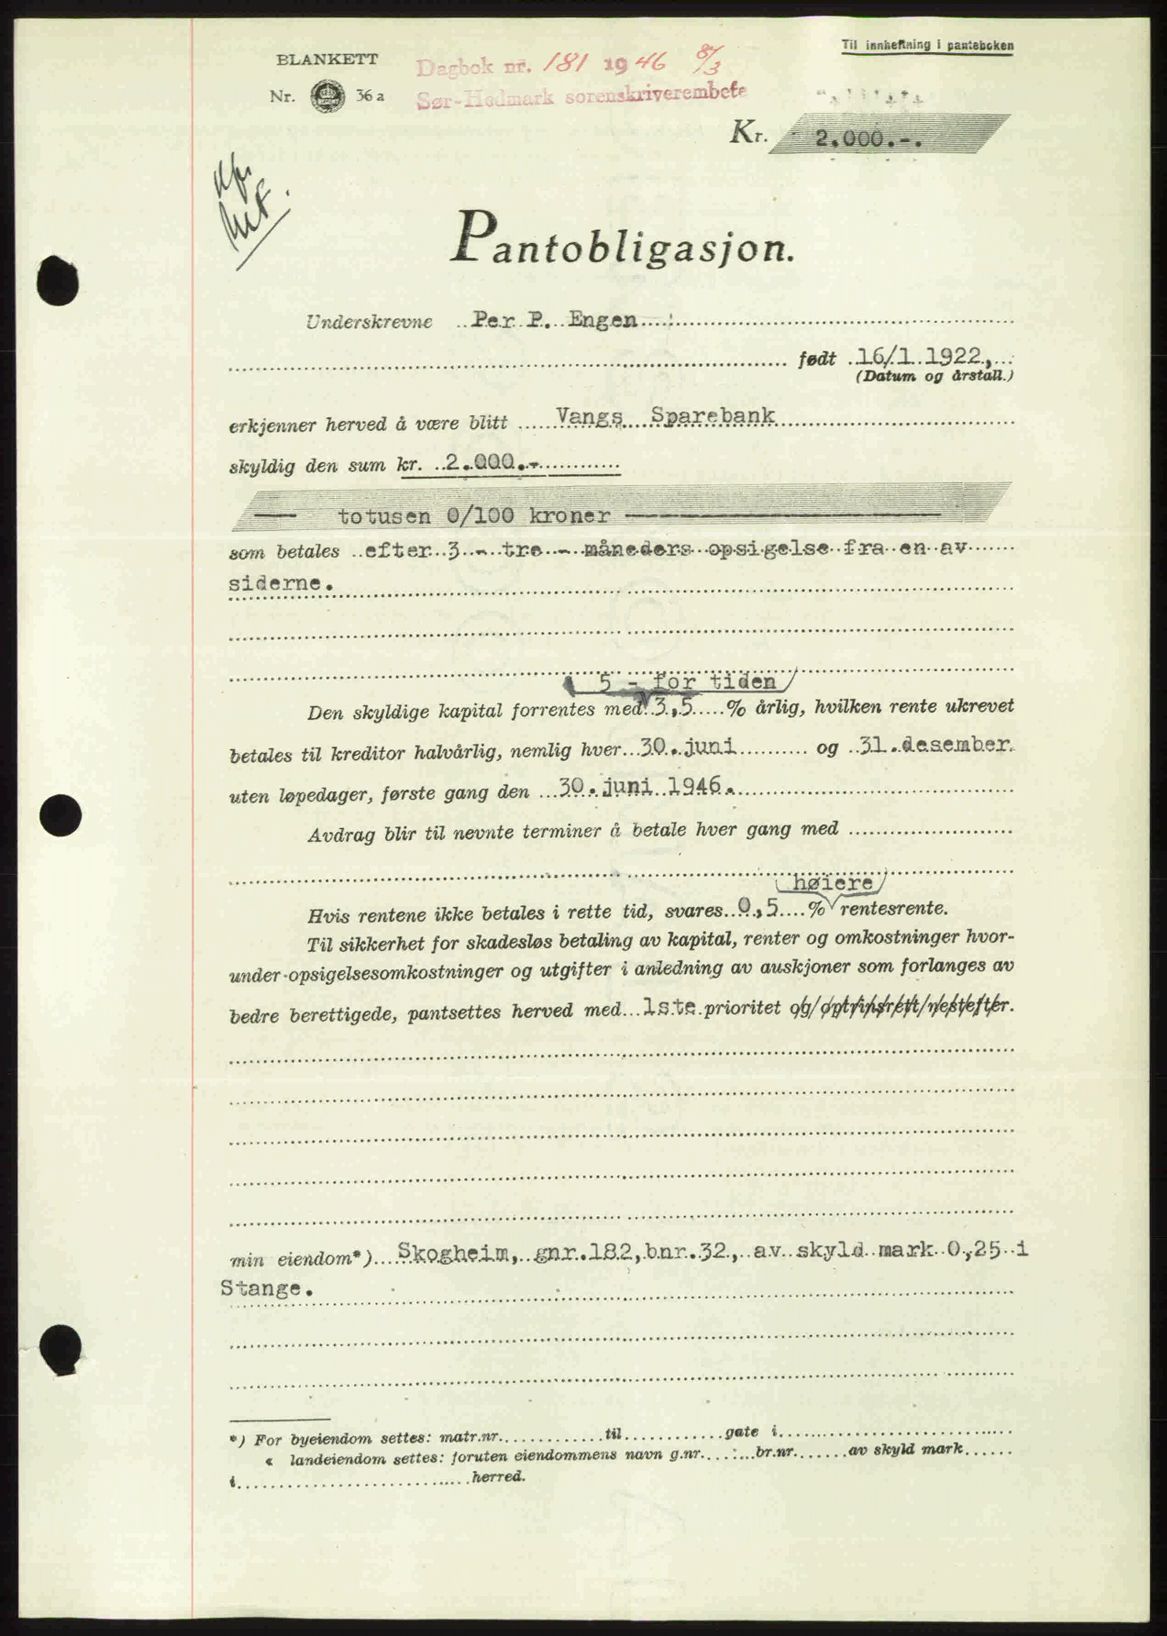 Til innheftning i panteboken
BLANKETT
Nr. 36 a
Dagbok nr. 181 1946 8/3
Sør-Hedmark sorenskriverembete
Kr. 2.000.-.
Pantobligasjon.
Underskrevne Per P. Engen
født 16/1 1922,
(Datum og årstall.)
erkjenner herved å være blitt Vangs Sparebank
skyldig den sum kr. 2.000.-
totusen 0/100 kroner
som betales efter 3 - tre - måneders opsigelse fra en av
siderne.
5 - for tiden
Den skyldige kapital forrentes med 3,5 % årlig, hvilken rente ukrevet
betales til kreditor halvårlig, nemlig hver 30. juni og 31. desember
uten løpedager, første gang den 30. juni 1946.
Avdrag blir til nevnte terminer å betale hver gang med
høiere
Hvis rentene ikke betales i rette tid, svares 0,5 % rentesrente.
Til sikkerhet for skadesløs betaling av kapital, renter og omkostninger hvor-
under opsigelsesomkostninger og utgifter i anledning av auksjoner som forlanges av
bedre berettigede, pantsettes herved med 1ste prioritet og optrinsrett nestefter.
min eiendom*) Skogheim, gnr. 182, bnr. 32, av skyld mark 0,25 i
Stange.
*) For byeiendom settes: matr.nr. til gate i
« landeiendom settes: foruten eiendommens navn g.nr. br.nr. av skyld mark
i herred.